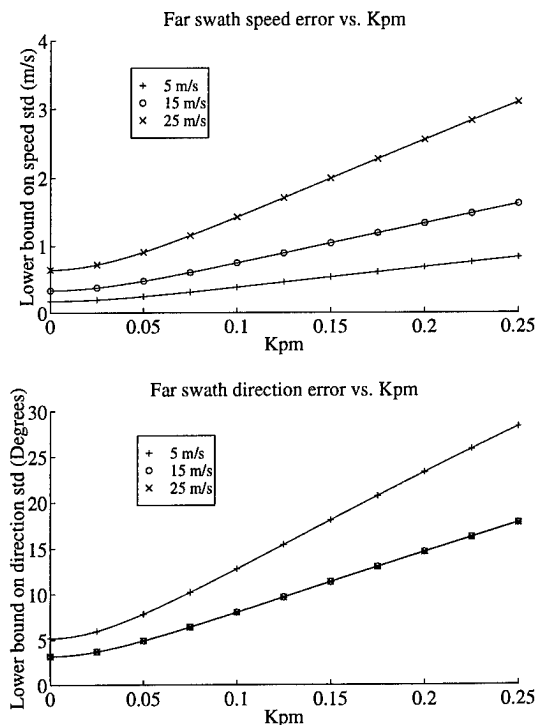 Far swath speed error vs. Kpm
Lower bound on speed std (m/s)
4
3
2
1
0
+ 5 m/s
o 15 m/s
× 25 m/s
0 0.05 0.1 0.15 0.2 0.25
Kpm
Far swath direction error vs. Kpm
Lower bound on direction std (Degrees)
30
25
20
15
10
5
0
+ 5 m/s
o 15 m/s
× 25 m/s
0 0.05 0.1 0.15 0.2 0.25
Kpm